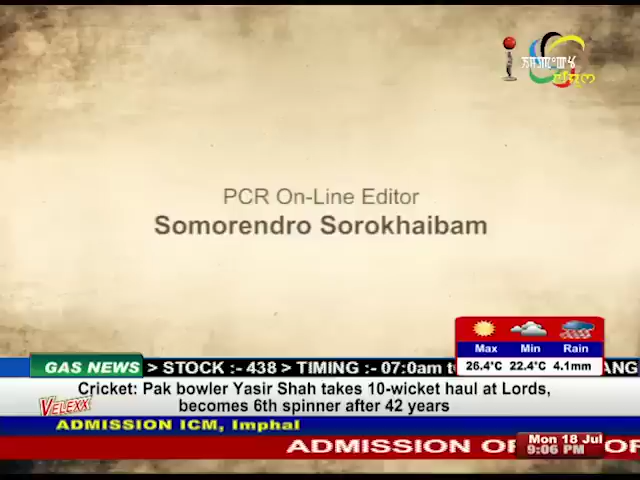 PCR On-Line Editor
Somorendro Sorokhaibam
Max Min Rain
26.4°C 22.4°C 4.1mm
GAS NEWS > STOCK :- 438 > TIMING :- 07:0am
Cricket: Pak bowler Yasir Shah takes 10-wicket haul at Lords,
becomes 6th spinner after 42 years
VELEXX
ADMISSION ICM, Imphal
ADMISSION
Mon 18 Jul
9:06 PM